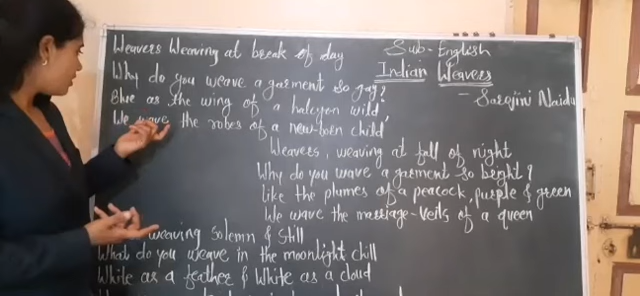 Sub- English
Indian Weavers
- Sarojini Naidu
Weavers Weaving at break of day
Why do you weave a garment so gay?
Blue as the wing of a halcyon wild'
We wave the robes of a new-born child'
Weavers, weaving at fall of night
Why do you wave a garment so bright?
Like the plumes of a peacock, purple & green
We wave the marriage-veils of a queen
weaving solemn & still
What do you weave in the moonlight chill
White as a feather & White as a cloud